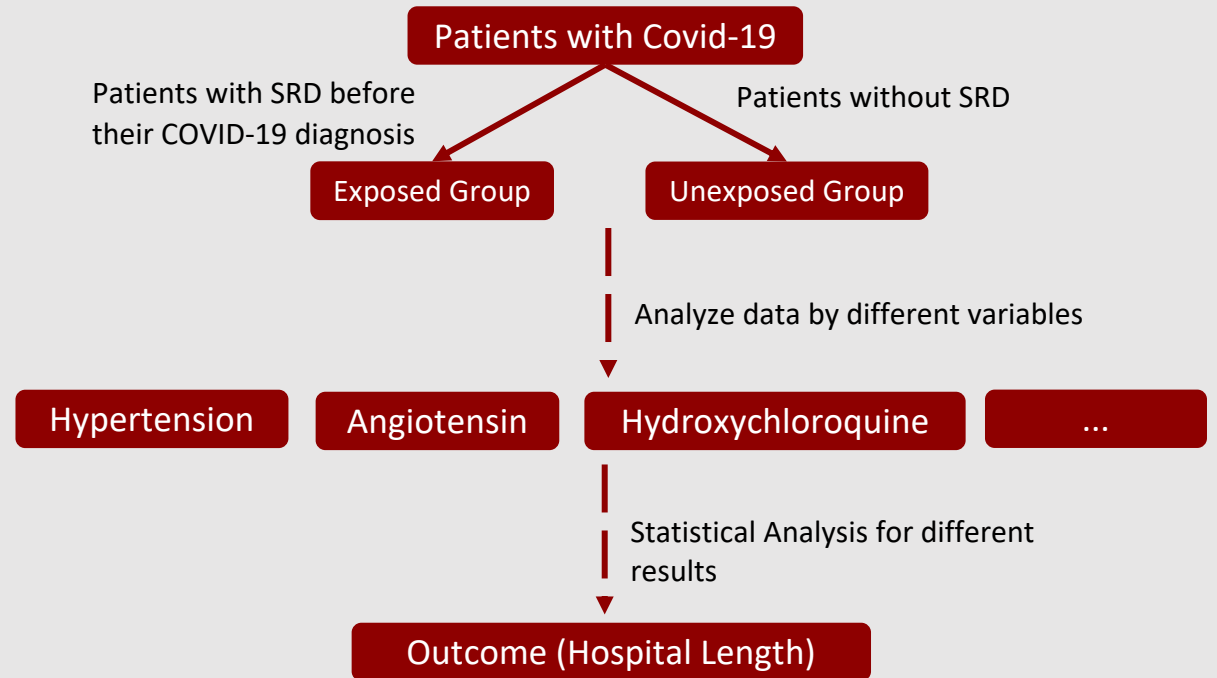 Patients with Covid-19
Patients with SRD before
their COVID-19 diagnosis
Patients without SRD
Exposed Group
Unexposed Group
Analyze data by different variables
Hypertension
Angiotensin
Hydroxychloroquine
...
Statistical Analysis for different
results
Outcome (Hospital Length)